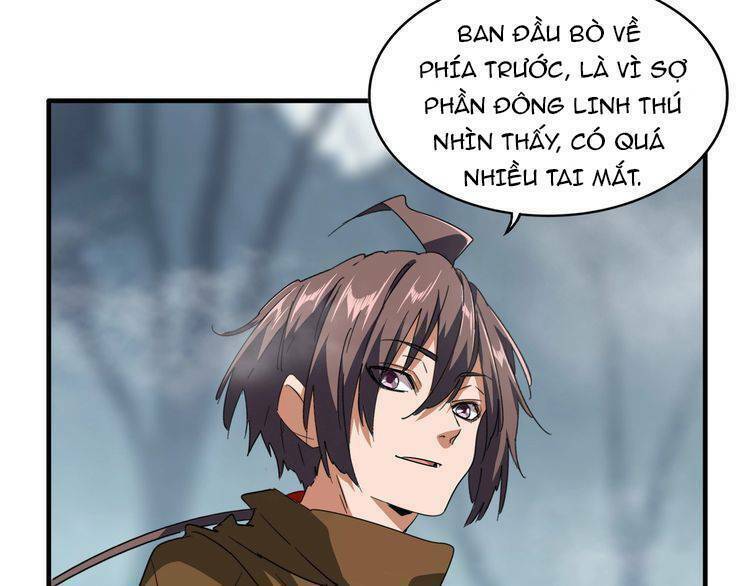 BAN ĐẦU BÒ VỀ
PHÍA TRƯỚC, LÀ VÌ SỢ
PHẦN ĐÔNG LINH THÚ
NHÌN THẤY, CÓ QUÁ
NHIỀU TAI MẮT.